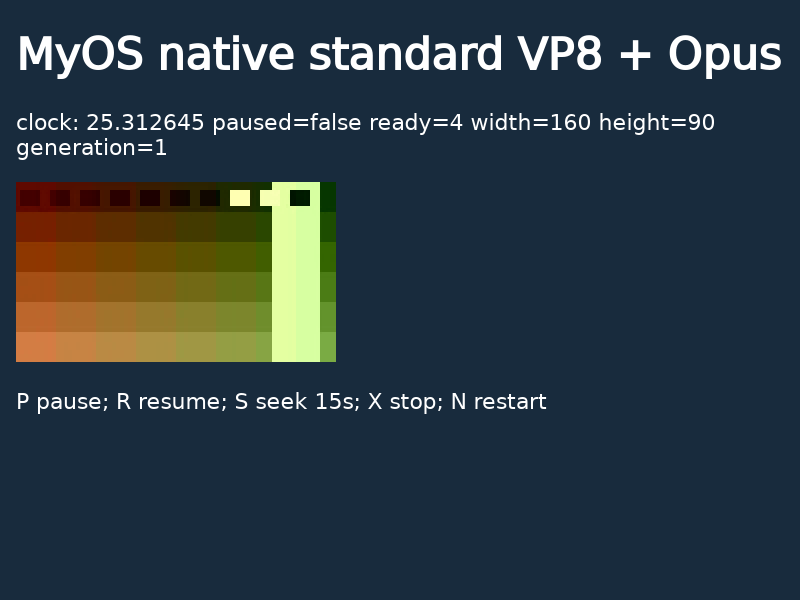 MyOS native standard VP8 + Opus
clock: 25.312645 paused=false ready=4 width=160 height=90
generation=1
P pause; R resume; S seek 15s; X stop; N restart